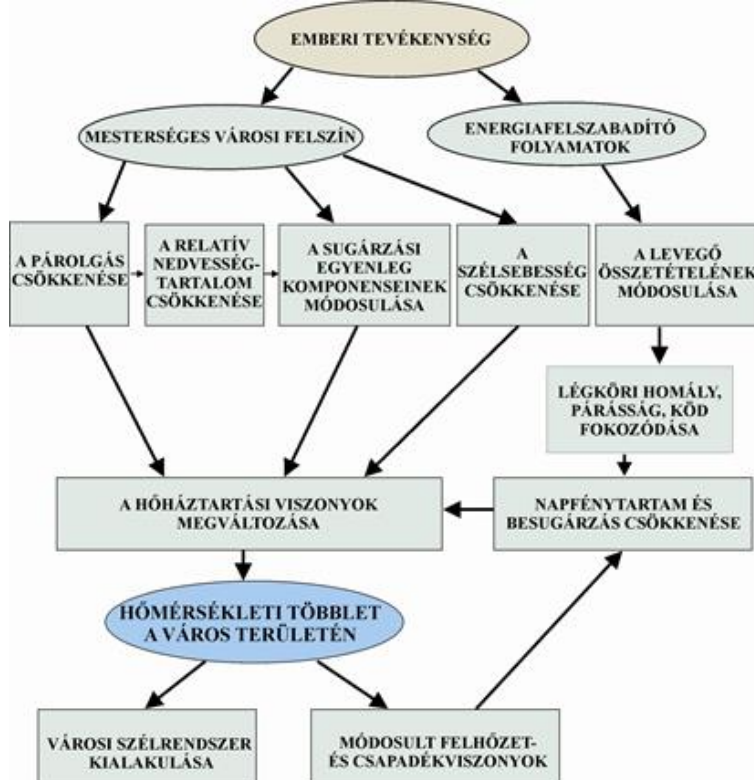 EMBERI TEVÉKENYSÉG
MESTERSÉGES VÁROSI FELSZÍN
ENERGIAFELSZABADÍTÓ
FOLYAMATOK
A PÁROLGÁS
CSÖKKENÉSE
A RELATÍV
NEDVESSÉG-
TARTALOM
CSÖKKENÉSE
A SUGÁRZÁSI
EGYENLEG
KOMPONENSEINEK
MÓDOSULÁSA
A
SZÉLSEBESSÉG
CSÖKKENÉSE
A LEVEGŐ
ÖSSZETÉTELÉNEK
MÓDOSULÁSA
LÉGKÖRI HOMÁLY,
PÁRÁSSÁG, KÖD
FOKOZÓDÁSA
A HŐHÁZTARTÁSI VISZONYOK
MEGVÁLTOZÁSA
NAPFÉNYTARTAM ÉS
BESUGÁRZÁS CSÖKKENÉSE
HŐMÉRSÉKLETI TÖBBLET
A VÁROS TERÜLETÉN
VÁROSI SZÉLRENDSZER
KIALAKULÁSA
MÓDOSULT FELHŐZET-
ÉS CSAPADÉKVISZONYOK